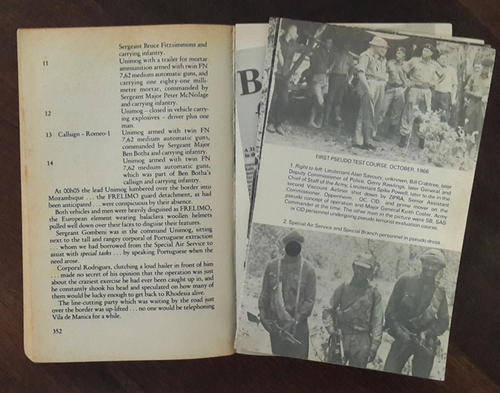 Sergeant Bruce Fitzsimmons and
carrying infantry.
11 Unimog with a trailer for mortar
ammunition armed with twin FN
7,62 medium automatic guns, and
carrying one eighty-one milli-
metre mortar, commanded by
Sergeant Major Peter McNeilage
and carrying infantry.
12 Unimog – closed in vehicle carry-
ing explosives – driver plus one
man.
13 Callsign - Romeo-1 Unimog armed with twin FN
7,62 medium automatic guns,
commanded by Sergeant Major
Ben Botha and carrying infantry.
14 Unimog armed with twin FN
7,62 medium automatic guns,
which was part of Ben Botha's
callsign and carrying infantry.
At 00h05 the lead Unimog lumbered over the border into
Mozambique ... the FRELIMO guard detachment, as had
been anticipated ... were conspicuous by their absence.
Both vehicles and men were heavily disguised as FRELIMO,
the European element wearing balaclava woollen helmets
pulled well down over their faces to disguise their features.
Sergeant Gombeni was in the command Unimog, sitting
next to the tall and rangey corporal of Portuguese extraction
... whom we had borrowed from the Special Air Service to
assist with special tasks ... by speaking Portuguese when the
need arose.
Corporal Rodrigues, clutching a loud hailer in front of him
... made no secret of his opinion that the operation was just
about the craziest exercise he had ever been caught up in, and
he constantly shook his head and speculated on how many of
them would be lucky enough to get back to Rhodesia alive.
The line-cutting party which was waiting by the road just
over the border was up-lifted ... no one would be telephoning
Vila de Manica for a while.
352
FIRST PSEUDO TEST COURSE, OCTOBER, 1966
1. Right to left: Lieutenant Alan Savoury, unknown, Bill Crabtree, later
Deputy Commissioner of Police, Gerry Rawlings, later General and
Chief of Staff of the Army, Lieutenant Spike Powell, later to die in the
second Viscount Airliner shot down by ZIPRA, Senior Assistant
Commissioner, Oppenheim, OC CID, and prime mover on the
pseudo concept of operation and Major General Keith Coster, Army
Commander at the time. The other men in the picture were SB, SAS
or CID personnel undergoing pseudo terrorist evaluation course.
2. Special Air Service and Special Branch personnel in pseudo dress.